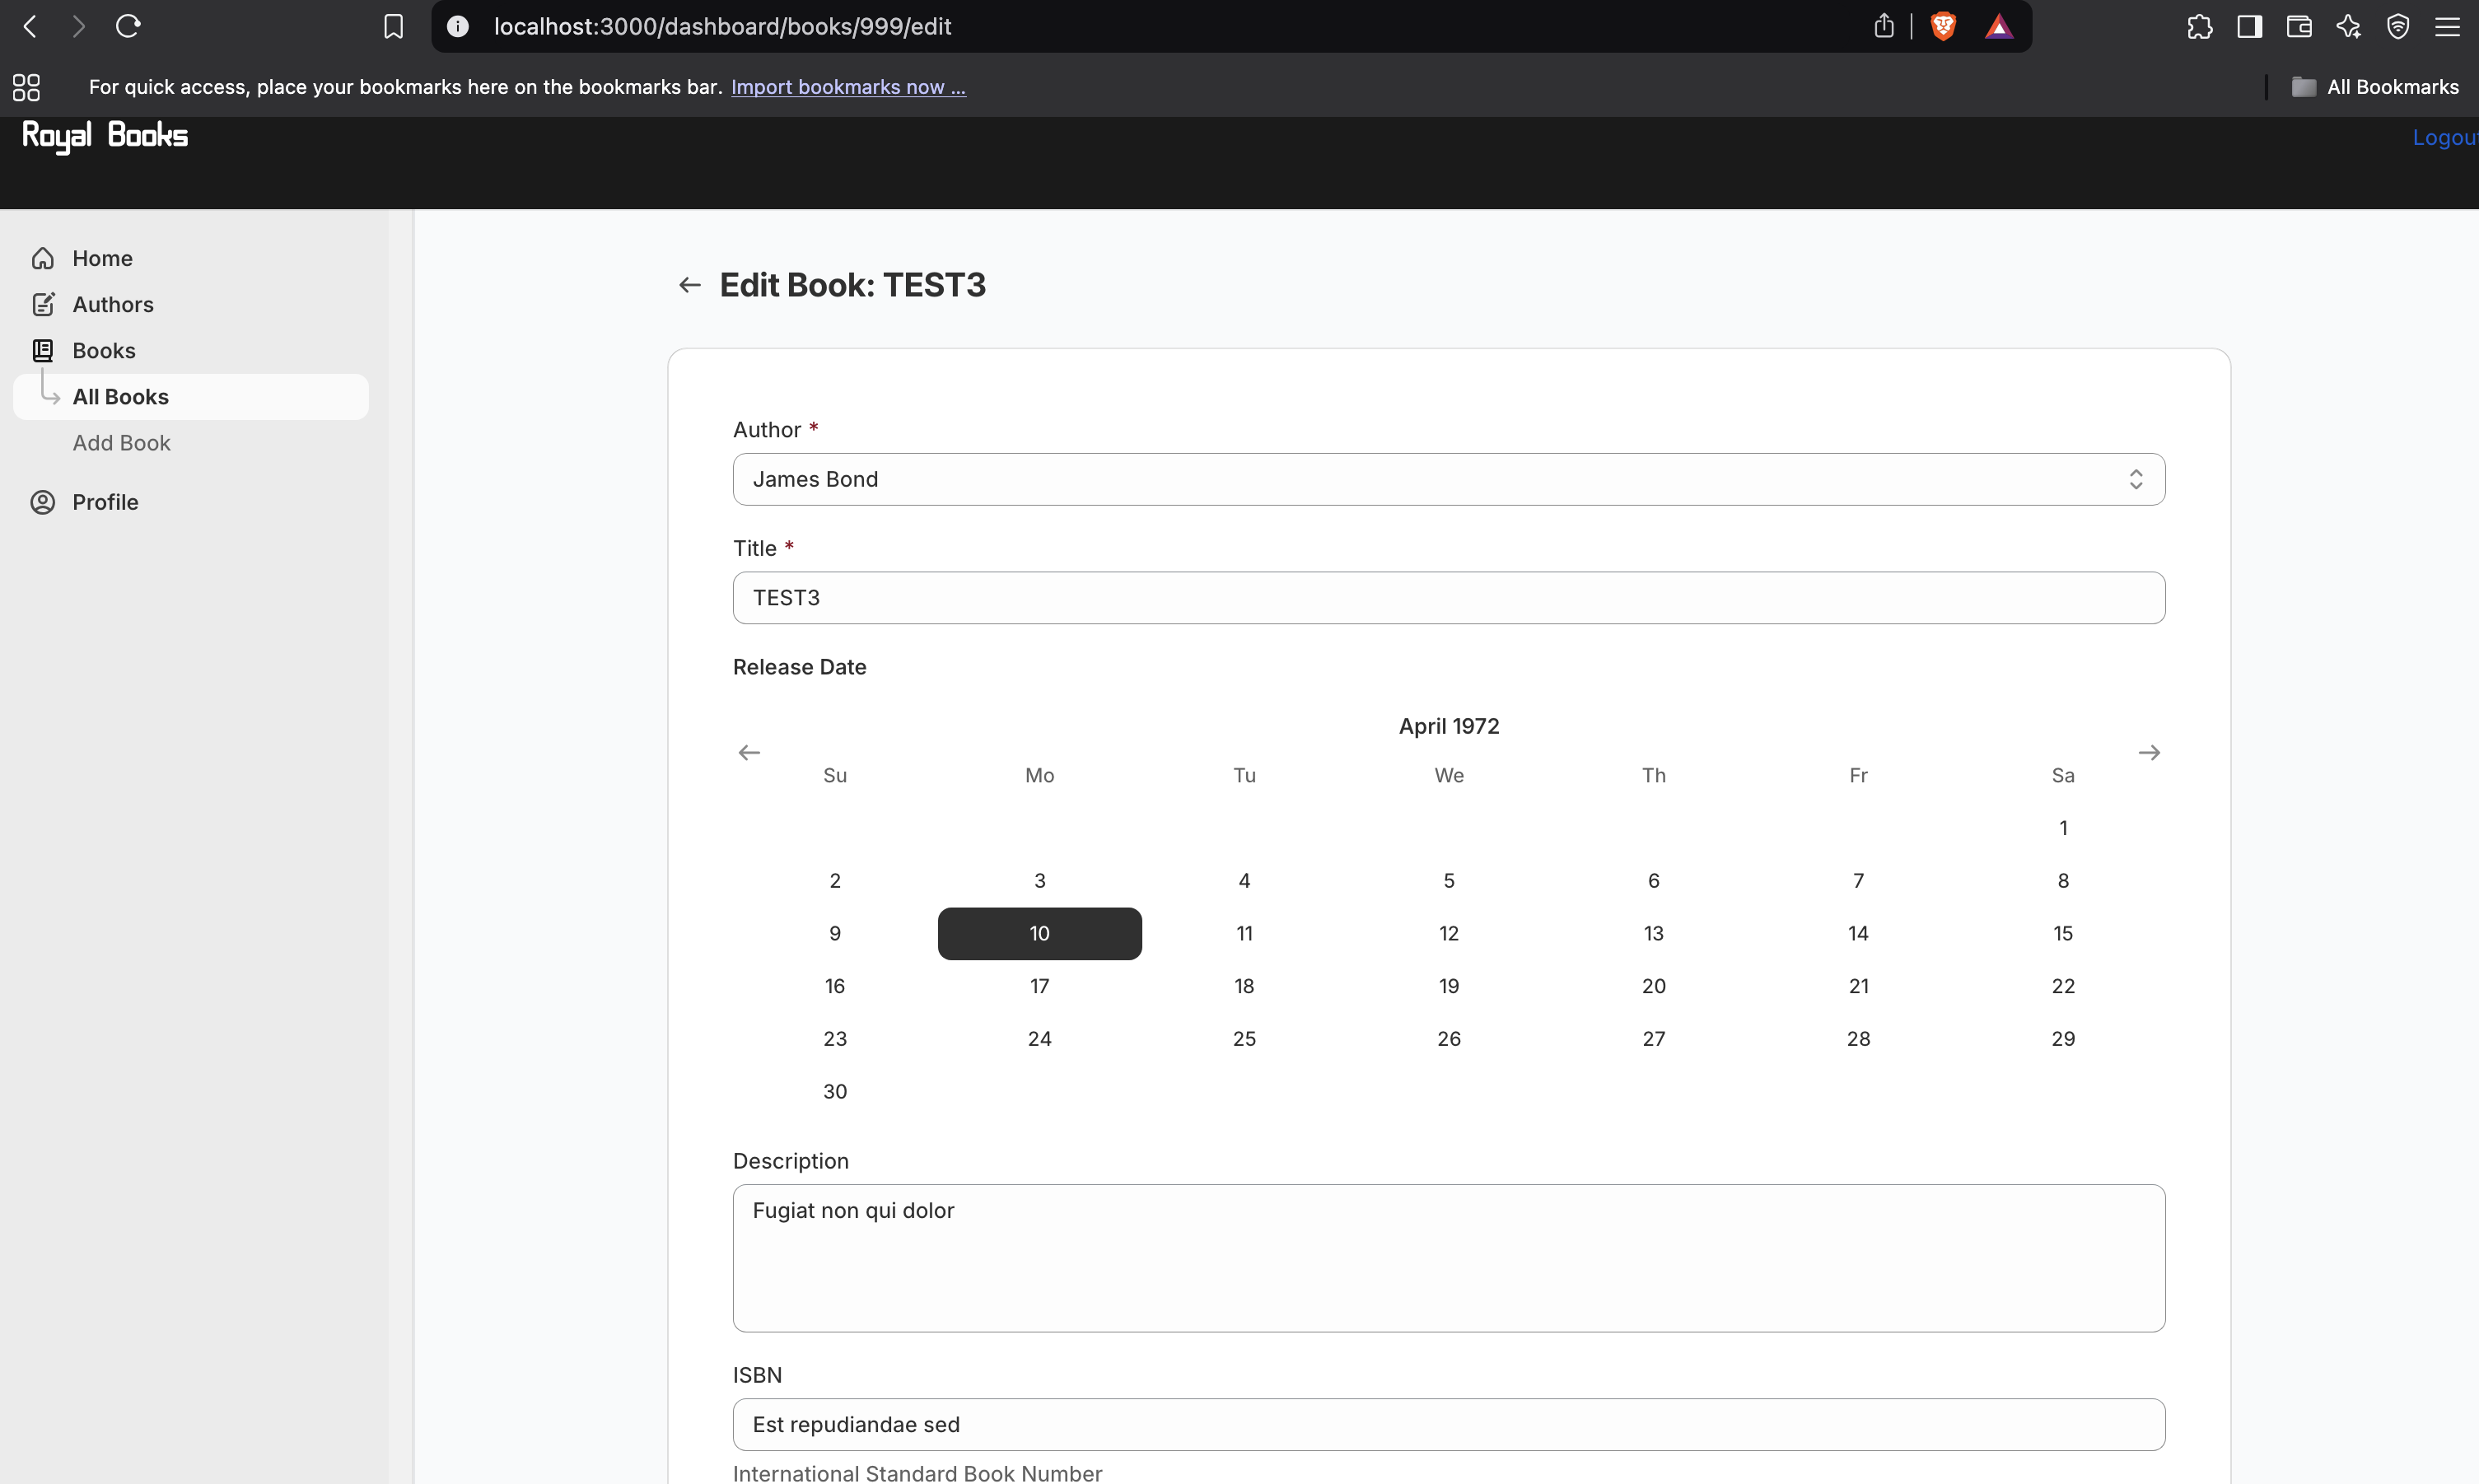 localhost:3000/dashboard/books/999/edit
For quick access, place your bookmarks here on the bookmarks bar. Import bookmarks now ...
All Bookmarks
Royal Books
Logout
Home
Authors
Books
All Books
Add Book
Profile
Edit Book: TEST3
Author *
James Bond
Title *
TEST3
Release Date
April 1972
Su Mo Tu We Th Fr Sa
1
2 3 4 5 6 7 8
9 10 11 12 13 14 15
16 17 18 19 20 21 22
23 24 25 26 27 28 29
30
Description
Fugiat non qui dolor
ISBN
Est repudiandae sed
International Standard Book Number